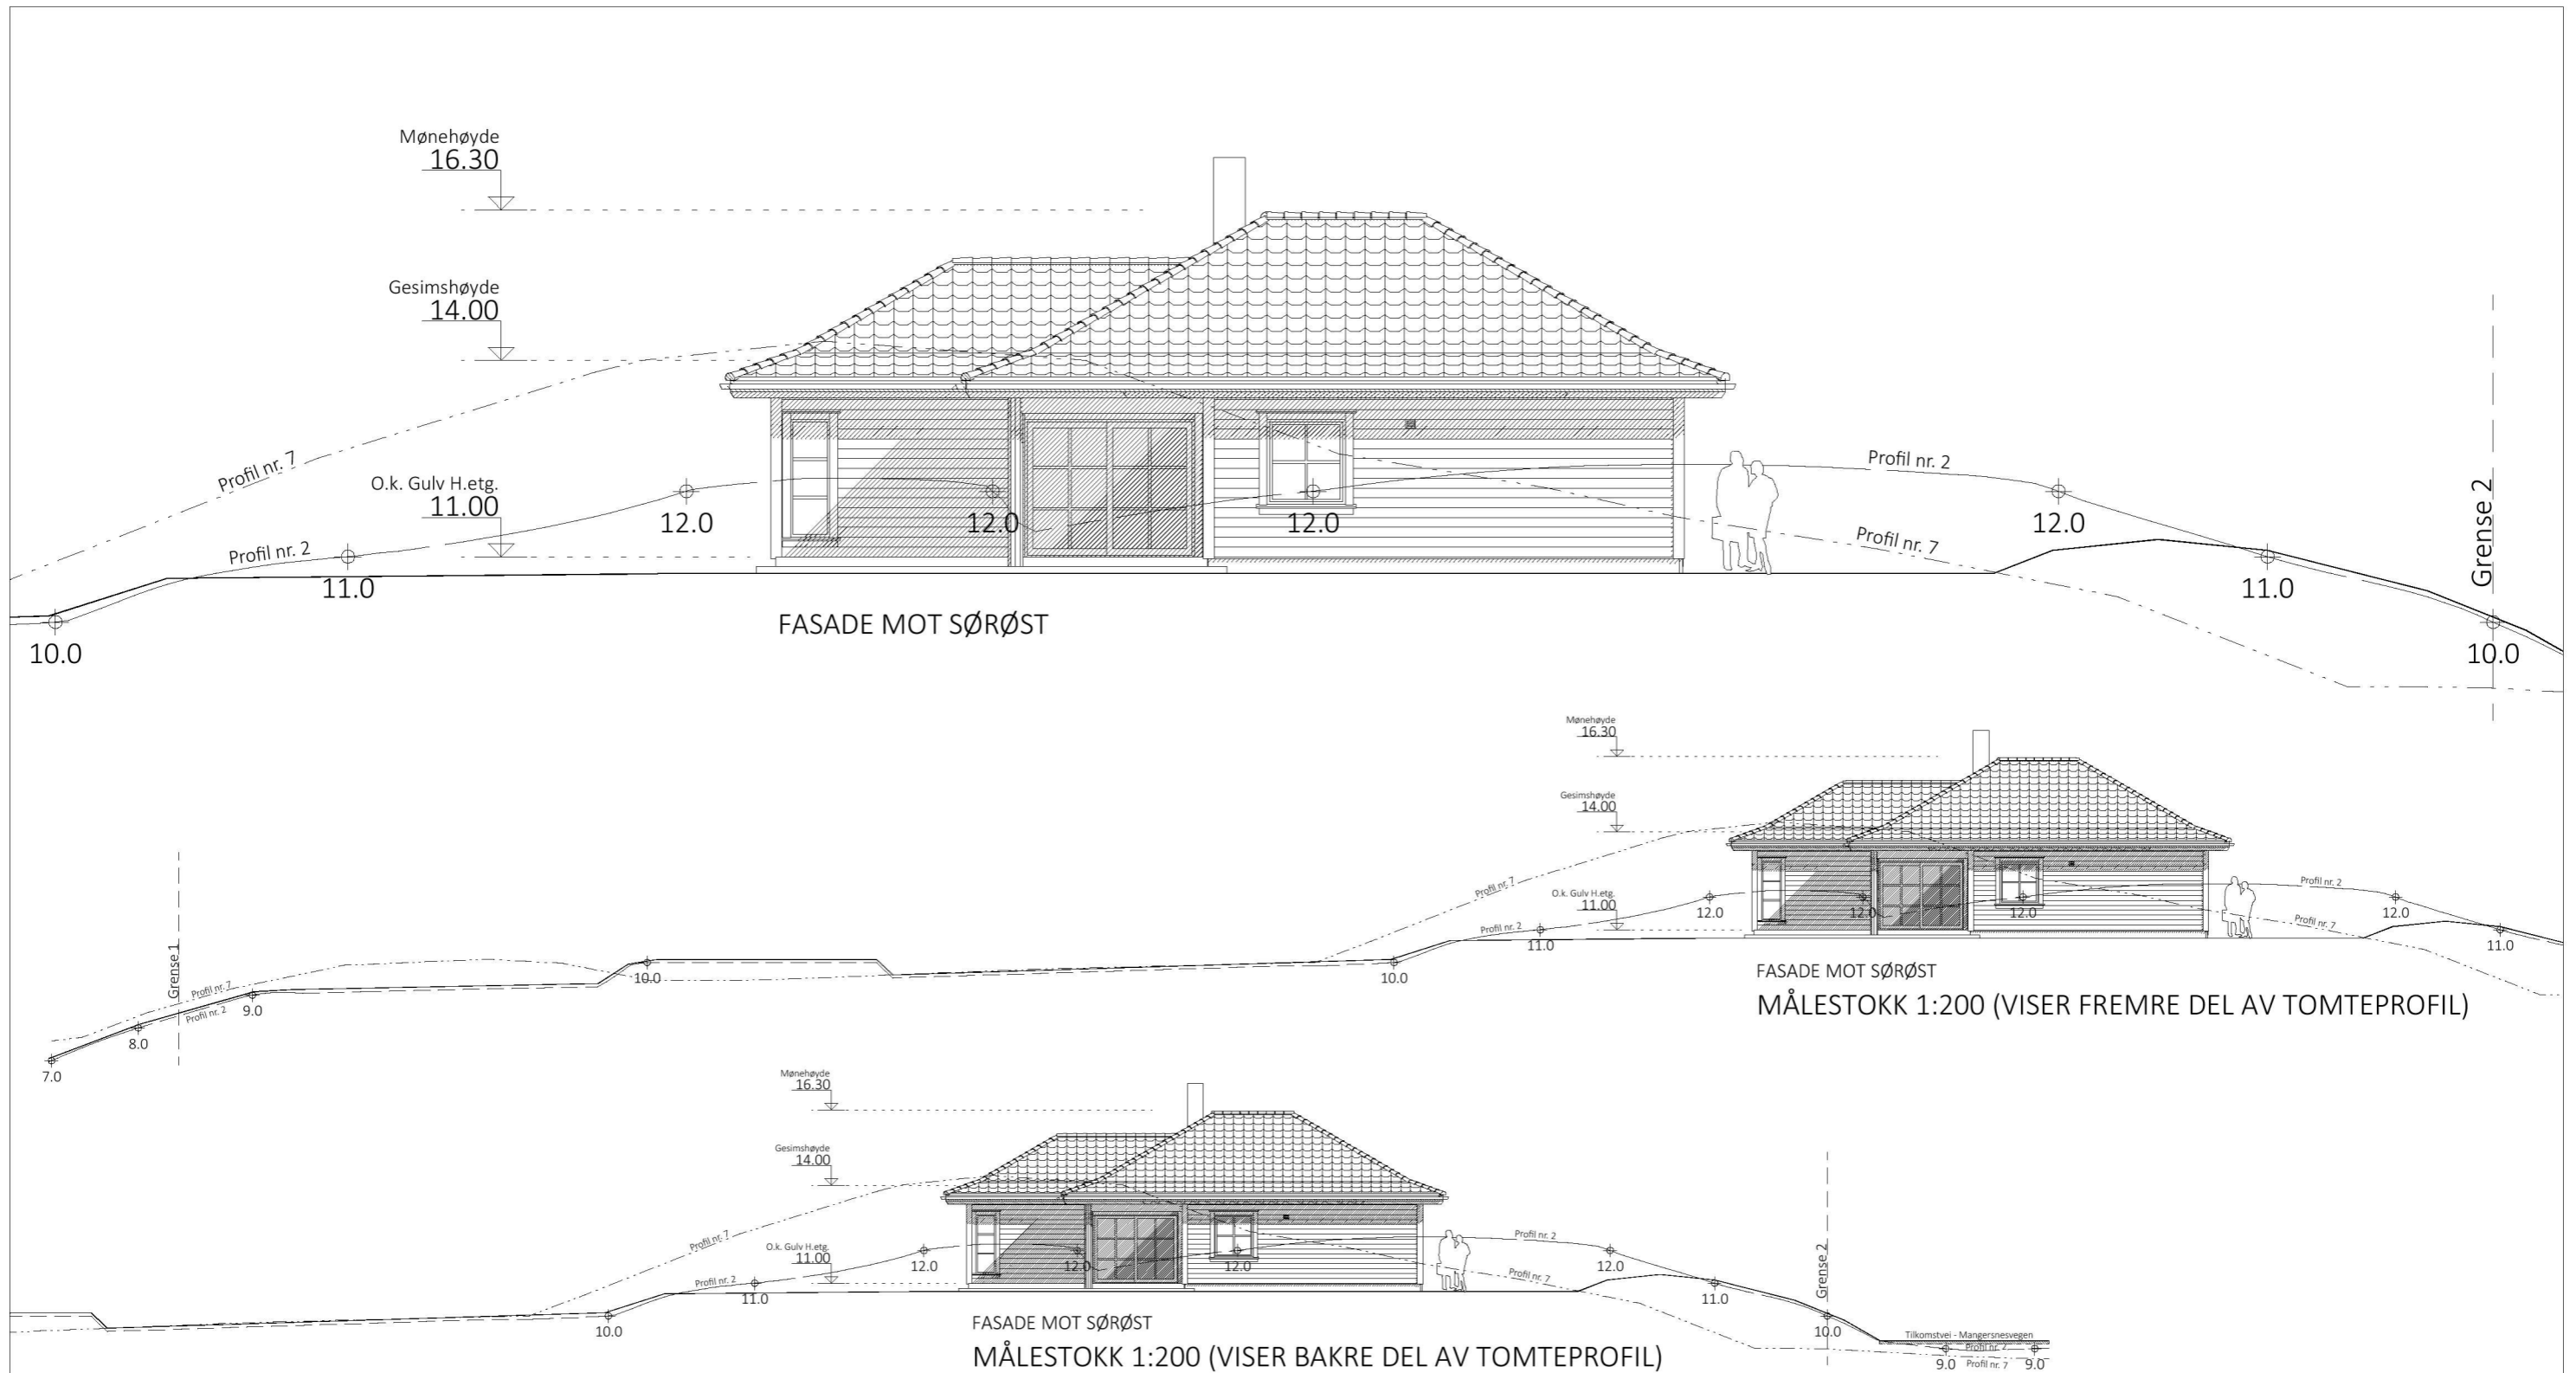 Mønehøyde
16.30
Gesimshøyde
14.00
Profil nr. 7
O.k. Gulv H.etg.
11.00
Profil nr. 2
Profil nr. 2
Profil nr. 7
Grense 2
12.0
12.0
12.0
12.0
11.0
11.0
10.0
10.0
FASADE MOT SØRØST
Mønehøyde
16.30
Gesimshøyde
14.00
Profil nr. 7
O.k. Gulv H.etg.
11.00
Profil nr. 2
12.0
12.0
12.0
Profil nr. 2
12.0
Profil nr. 7
11.0
11.0
Grense 1
Profil nr. 7
Profil nr. 2
10.0
10.0
9.0
8.0
7.0
FASADE MOT SØRØST
MÅLESTOKK 1:200 (VISER FREMRE DEL AV TOMTEPROFIL)
Mønehøyde
16.30
Gesimshøyde
14.00
Profil nr. 7
O.k. Gulv H.etg.
11.00
Profil nr. 2
12.0
12.0
12.0
Profil nr. 2
12.0
Profil nr. 7
Grense 2
11.0
11.0
10.0
10.0
Tilkomstvei - Mangersnesvegen
Profil nr. 2
9.0
Profil nr. 7
9.0
FASADE MOT SØRØST
MÅLESTOKK 1:200 (VISER BAKRE DEL AV TOMTEPROFIL)